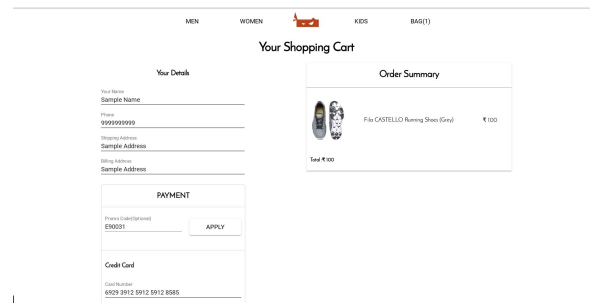 MEN WOMEN KIDS BAG(1)
Your Shopping Cart
Your Details
Your Name
Sample Name
Phone
9999999999
Shipping Address
Sample Address
Billing Address
Sample Address
PAYMENT
Promo Code(Optional)
E90031 APPLY
Credit Card
Card Number
6929 3912 5912 5912 8585
Order Summary
Fila CASTELLO Running Shoes (Grey) ₹ 100
Total :₹ 100